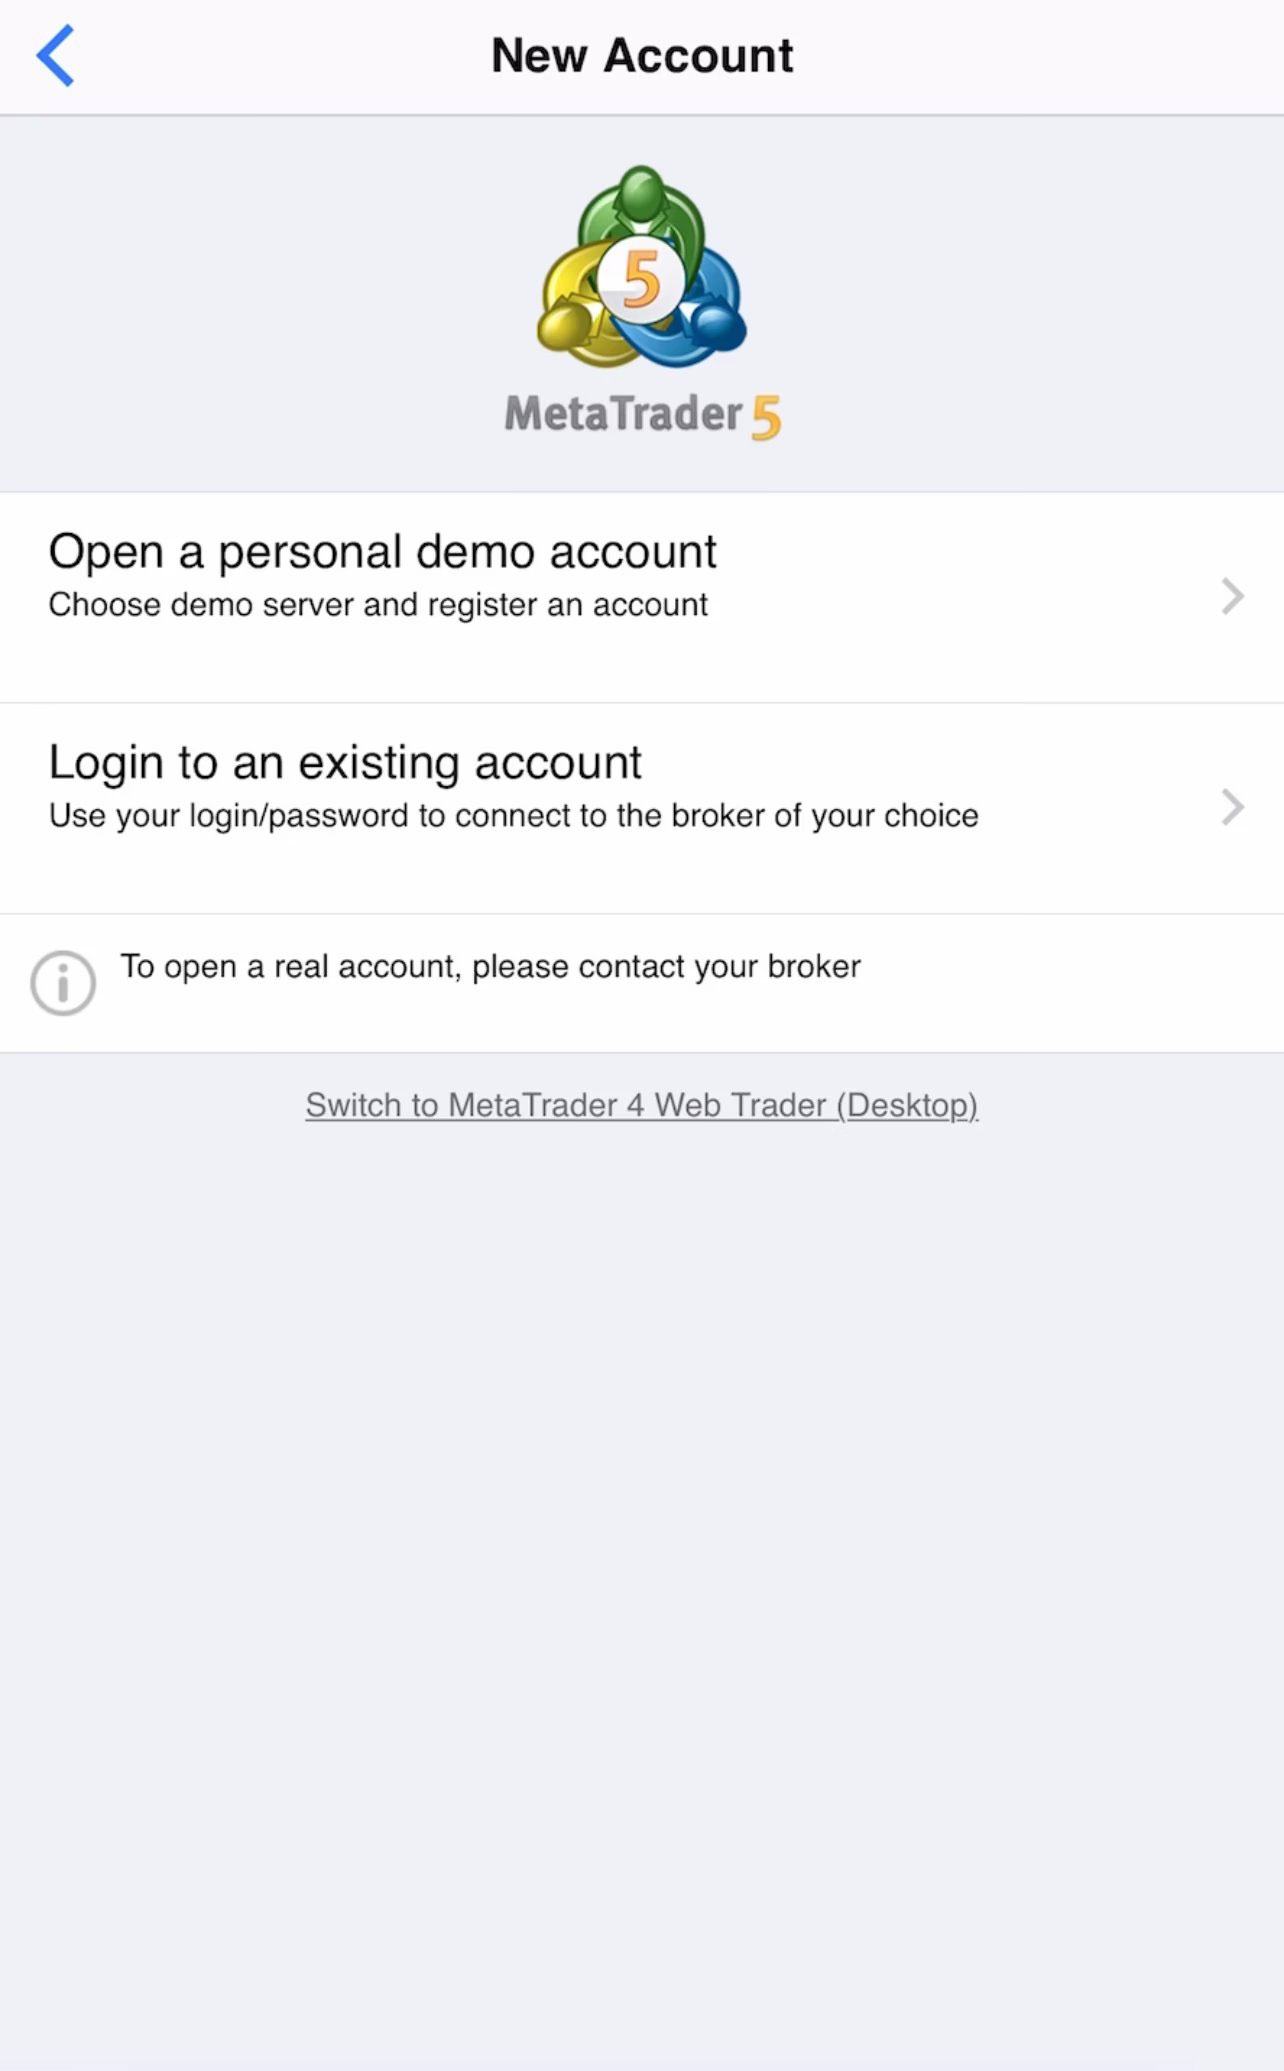 New Account
5
MetaTrader 5
Open a personal demo account
Choose demo server and register an account
Login to an existing account
Use your login/password to connect to the broker of your choice
To open a real account, please contact your broker
Switch to MetaTrader 4 Web Trader (Desktop)